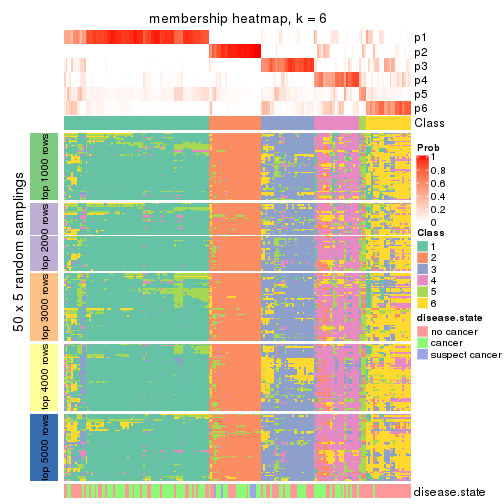 membership heatmap, k = 6
p1
p2
p3
p4
p5
p6
Class
50 x 5 random samplings
top 1000 rows
top 2000 rows
top 3000 rows
top 4000 rows
top 5000 rows
Prob
1
0.8
0.6
0.4
0.2
0
Class
1
2
3
4
5
6
disease.state
no cancer
cancer
suspect cancer
disease.state